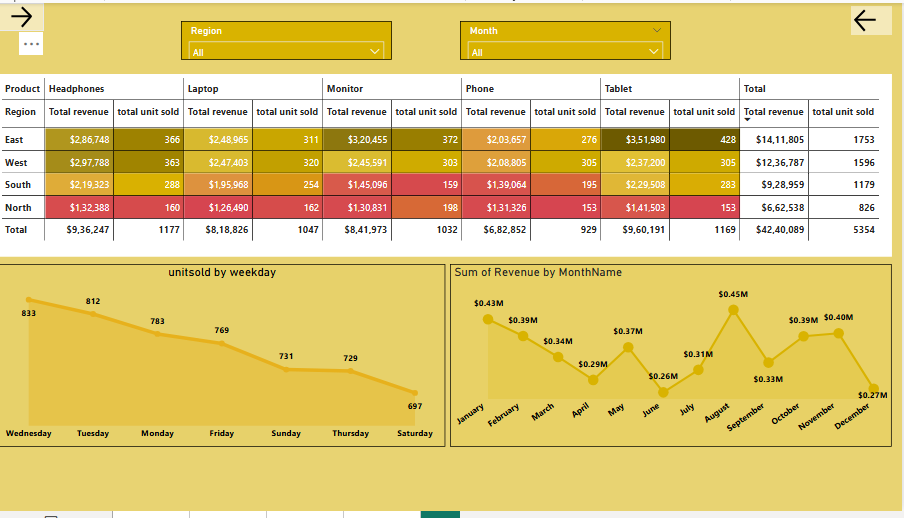 Region
All
Month
All
Product Headphones Laptop Monitor Phone Tablet Total
Region Total revenue total unit sold Total revenue total unit sold Total revenue total unit sold Total revenue total unit sold Total revenue total unit sold Total revenue total unit sold
East $2,86,748 366 $2,48,965 311 $3,20,455 372 $2,03,657 276 $3,51,980 428 $14,11,805 1753
West $2,97,788 363 $2,47,403 320 $2,45,591 303 $2,08,805 305 $2,37,200 305 $12,36,787 1596
South $2,19,323 288 $1,95,968 254 $1,45,096 159 $1,39,064 195 $2,29,508 283 $9,28,959 1179
North $1,32,388 160 $1,26,490 162 $1,30,831 198 $1,31,326 153 $1,41,503 153 $6,62,538 826
Total $9,36,247 1177 $8,18,826 1047 $8,41,973 1032 $6,82,852 929 $9,60,191 1169 $42,40,089 5354
unitsold by weekday
833
812
783
769
731
729
697
Wednesday Tuesday Monday Friday Sunday Thursday Saturday
Sum of Revenue by MonthName
$0.43M
$0.39M
$0.34M
$0.29M
$0.37M
$0.26M
$0.31M
$0.45M
$0.33M
$0.39M
$0.40M
$0.27M
January February March April May June July August September October November December